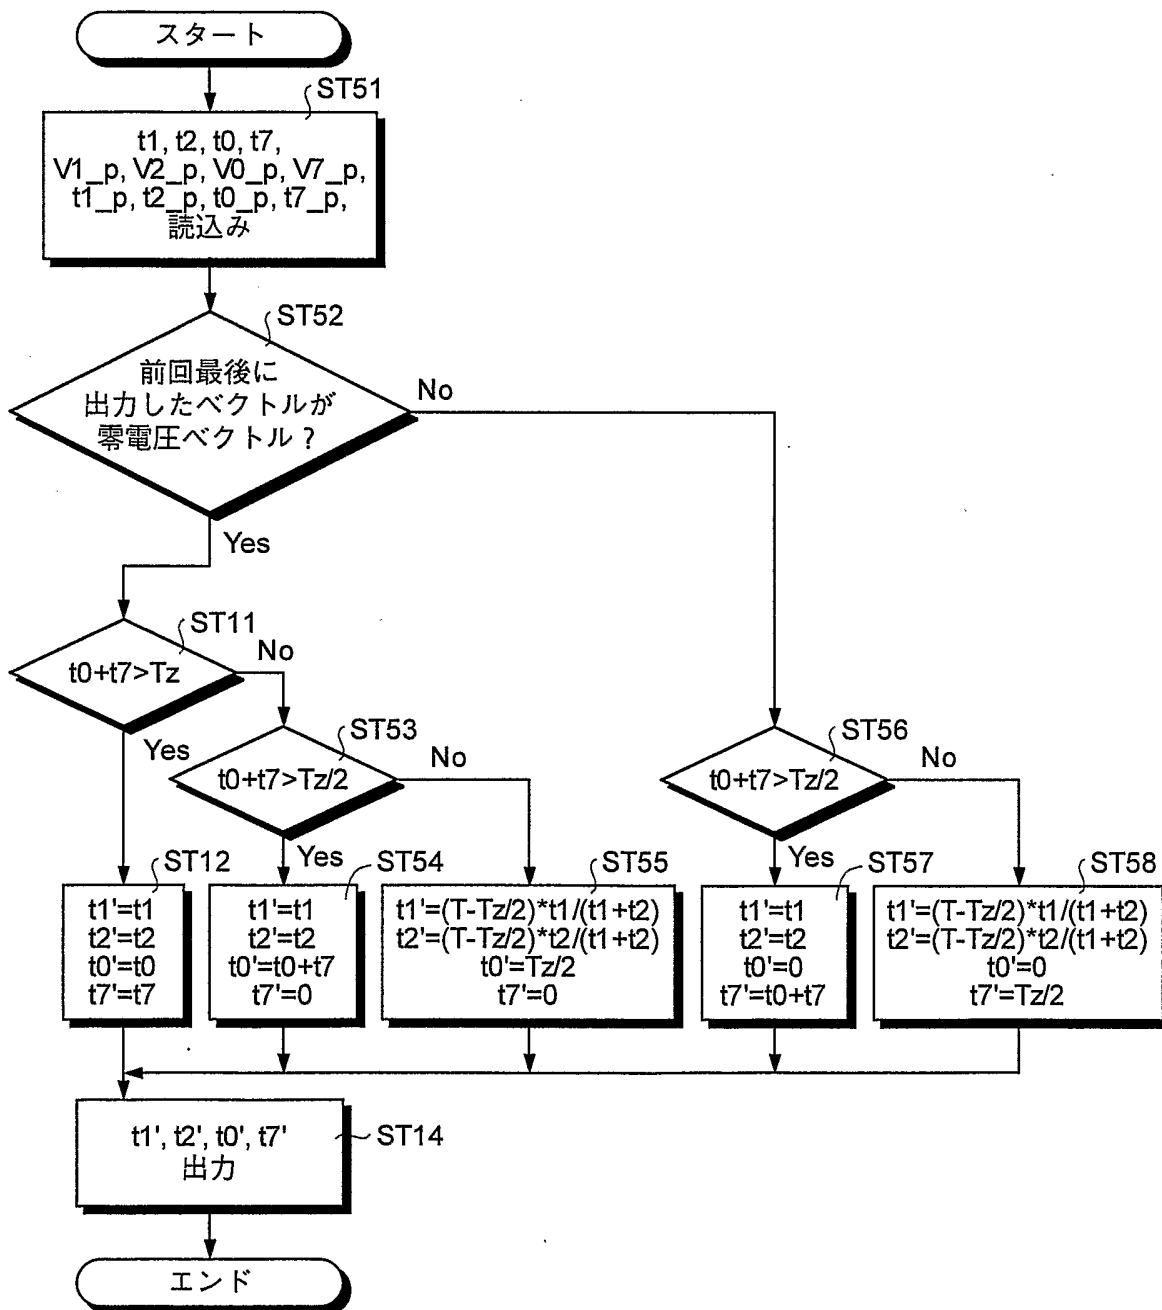 スタート
ST51
t1, t2, t0, t7,
V1_p, V2_p, V0_p, V7_p,
t1_p, t2_p, t0_p, t7_p,
読込み
ST52
前回最後に
出力したベクトルが
零電圧ベクトル?
No
Yes
ST11
t0+t7>Tz
No
Yes
ST53
t0+t7>Tz/2
No
Yes
ST56
t0+t7>Tz/2
No
Yes
ST12
t1'=t1
t2'=t2
t0'=t0
t7'=t7
ST54
t1'=t1
t2'=t2
t0'=t0+t7
t7'=0
ST55
t1'=(T-Tz/2)*t1/(t1+t2)
t2'=(T-Tz/2)*t2/(t1+t2)
t0'=Tz/2
t7'=0
ST57
t1'=t1
t2'=t2
t0'=0
t7'=t0+t7
ST58
t1'=(T-Tz/2)*t1/(t1+t2)
t2'=(T-Tz/2)*t2/(t1+t2)
t0'=0
t7'=Tz/2
t1', t2', t0', t7'
出力
ST14
エンド